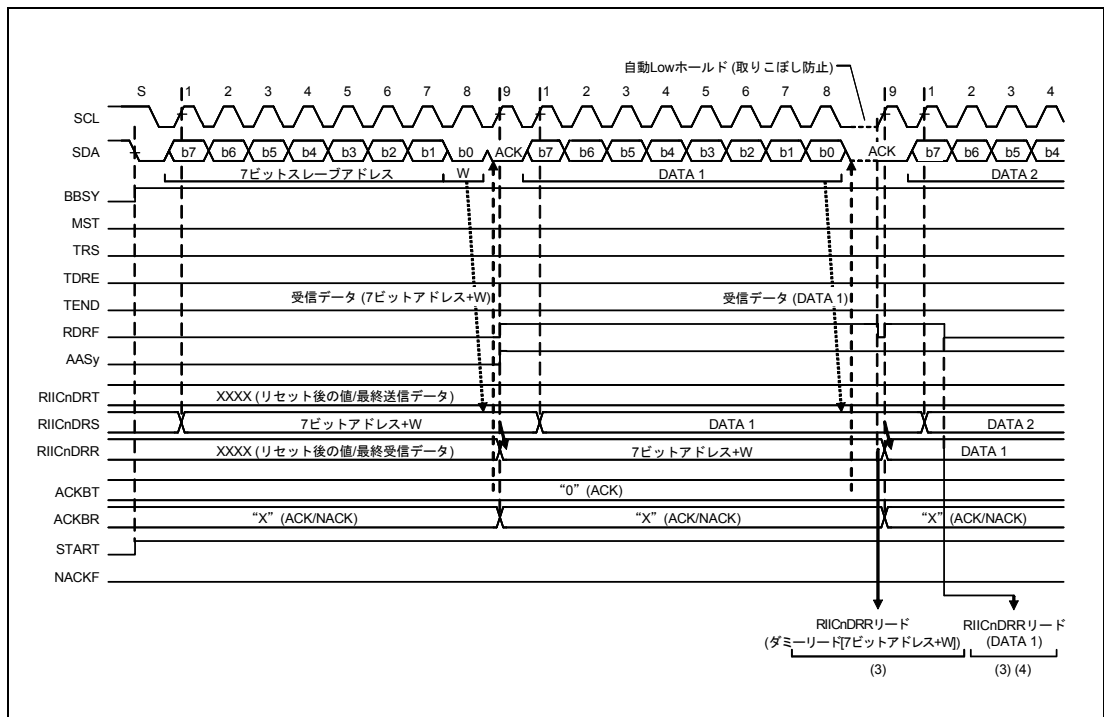 自動Lowホールド (取りこぼし防止)
S 1 2 3 4 5 6 7 8 9 1 2 3 4 5 6 7 8 9 1 2 3 4
SCL
SDA b7 b6 b5 b4 b3 b2 b1 b0 ACK b7 b6 b5 b4 b3 b2 b1 b0 ACK b7 b6 b5 b4
7ビットスレーブアドレス W DATA 1 DATA 2
BBSY
MST
TRS
TDRE
受信データ (7ビットアドレス+W) 受信データ (DATA 1)
TEND
RDRF
AASy
RIICnDRT XXXX (リセット後の値/最終送信データ)
RIICnDRS 7ビットアドレス+W DATA 1 DATA 2
RIICnDRR XXXX (リセット後の値/最終受信データ) 7ビットアドレス+W DATA 1
ACKBT “0” (ACK)
ACKBR “X” (ACK/NACK) “X” (ACK/NACK) “X” (ACK/NACK)
START
NACKF
RIICnDRRリード RIICnDRRリード
(ダミーリード[7ビットアドレス+W]) (DATA 1)
(3) (3) (4)